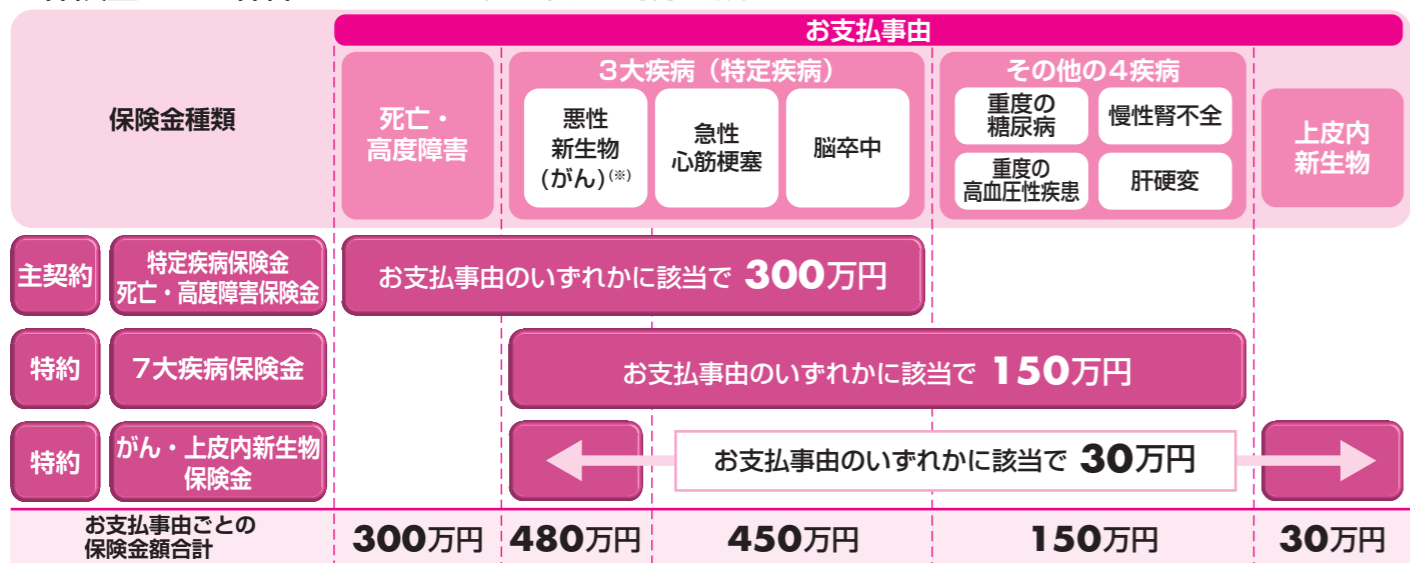 お支払事由
保険金種類
死亡・
高度障害
3大疾病（特定疾病）
悪性
新生物
(がん)(※)
急性
心筋梗塞
脳卒中
その他の4疾病
重度の
糖尿病
慢性腎不全
重度の
高血圧性疾患
肝硬変
上皮内
新生物
主契約
特定疾病保険金
死亡・高度障害保険金
お支払事由のいずれかに該当で 300万円
特約
7大疾病保険金
お支払事由のいずれかに該当で 150万円
特約
がん・上皮内新生物
保険金
お支払事由のいずれかに該当で 30万円
お支払事由ごとの
保険金額合計
300万円 480万円 450万円 150万円 30万円